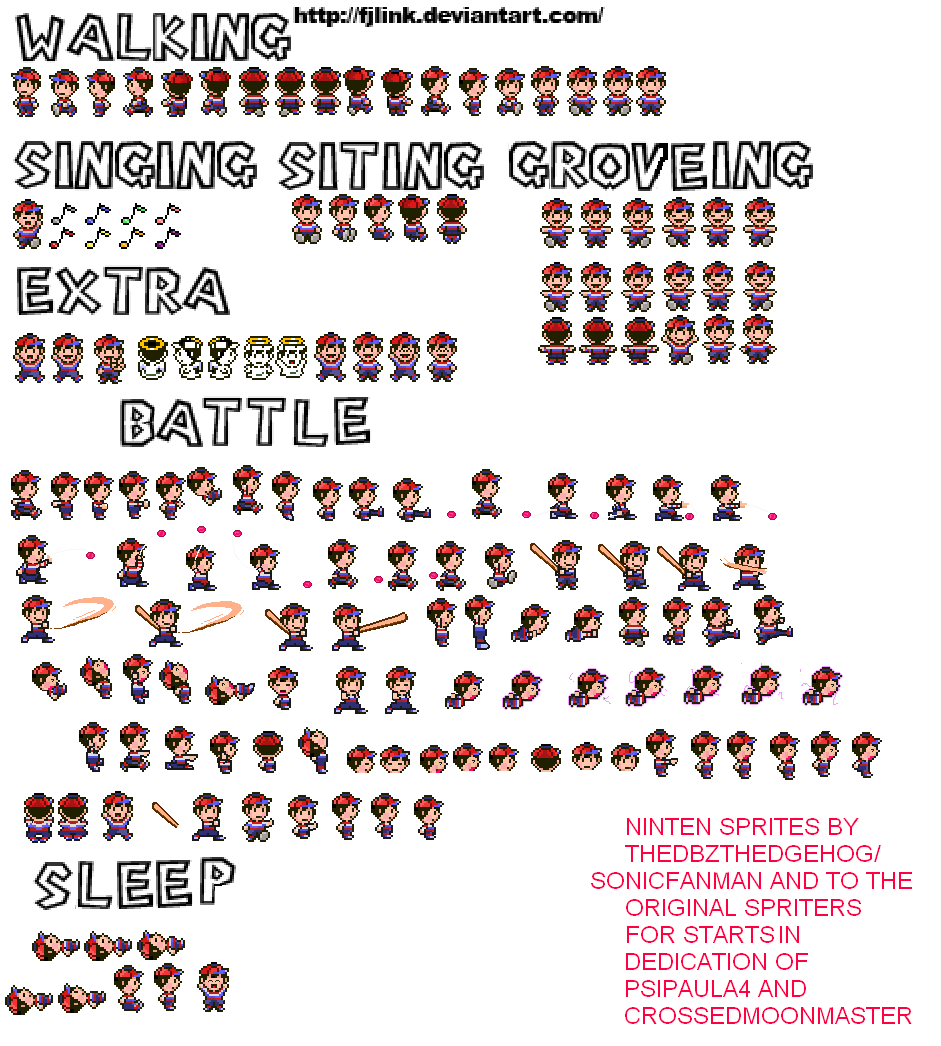 http://fjlink.deviantart.com/
WALKING
SINGING SITING GROVEING
EXTRA
BATTLE
NINTEN SPRITES BY
THEDBZTHEDGEHOG/
SONICFANMAN AND TO THE
ORIGINAL SPRITERS
FOR STARTS IN
DEDICATION OF
PSIPAULA4 AND
CROSSEDMOONMASTER
SLEEP